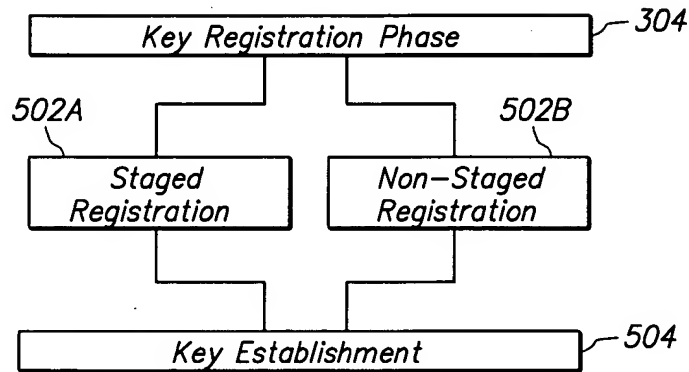 Key Registration Phase
304
502A
502B
Staged
Registration
Non-Staged
Registration
Key Establishment
504